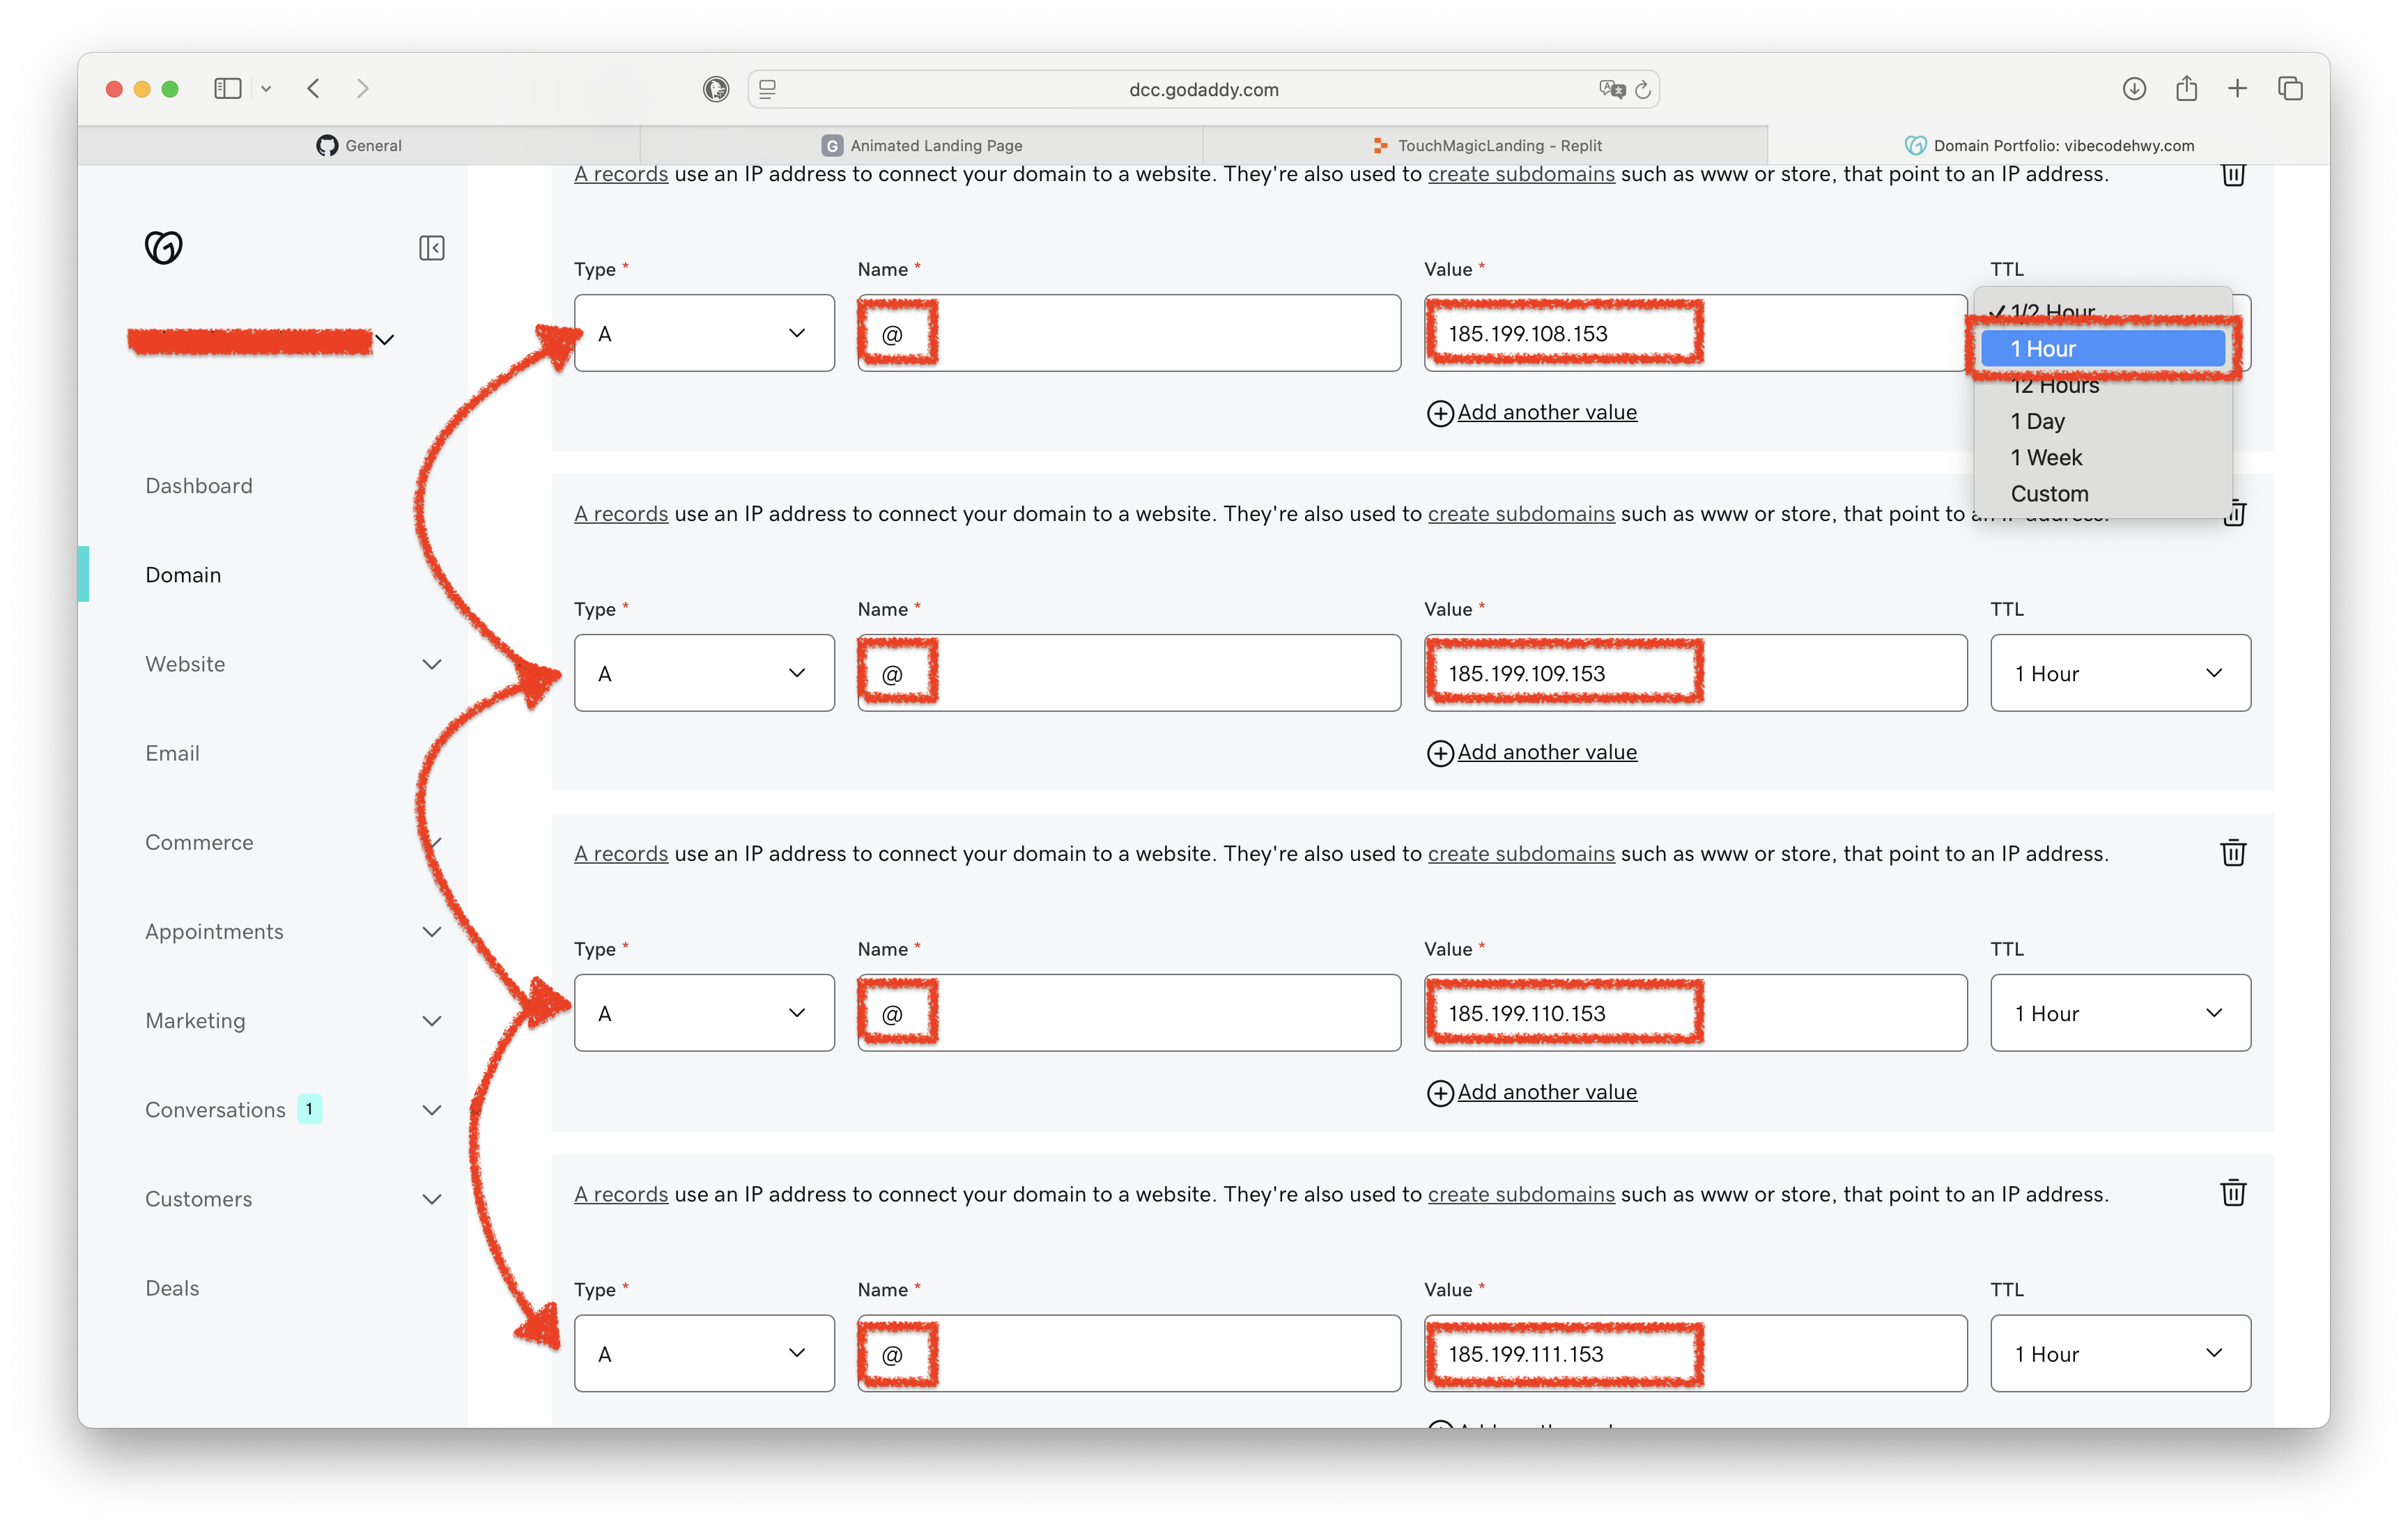 dcc.godaddy.com
General
Animated Landing Page
TouchMagicLanding - Replit
Domain Portfolio: vibecodehwy.com
A records use an IP address to connect your domain to a website. They're also used to create subdomains such as www or store, that point to an IP address.
Type * Name * Value * TTL
A @ 185.199.108.153
1/2 Hour
1 Hour
12 Hours
1 Day
1 Week
Custom
Add another value
A records use an IP address to connect your domain to a website. They're also used to create subdomains such as www or store, that point to an IP address.
Type * Name * Value * TTL
A @ 185.199.109.153 1 Hour
Add another value
A records use an IP address to connect your domain to a website. They're also used to create subdomains such as www or store, that point to an IP address.
Type * Name * Value * TTL
A @ 185.199.110.153 1 Hour
Add another value
A records use an IP address to connect your domain to a website. They're also used to create subdomains such as www or store, that point to an IP address.
Type * Name * Value * TTL
A @ 185.199.111.153 1 Hour
Dashboard
Domain
Website
Email
Commerce
Appointments
Marketing
Conversations 1
Customers
Deals